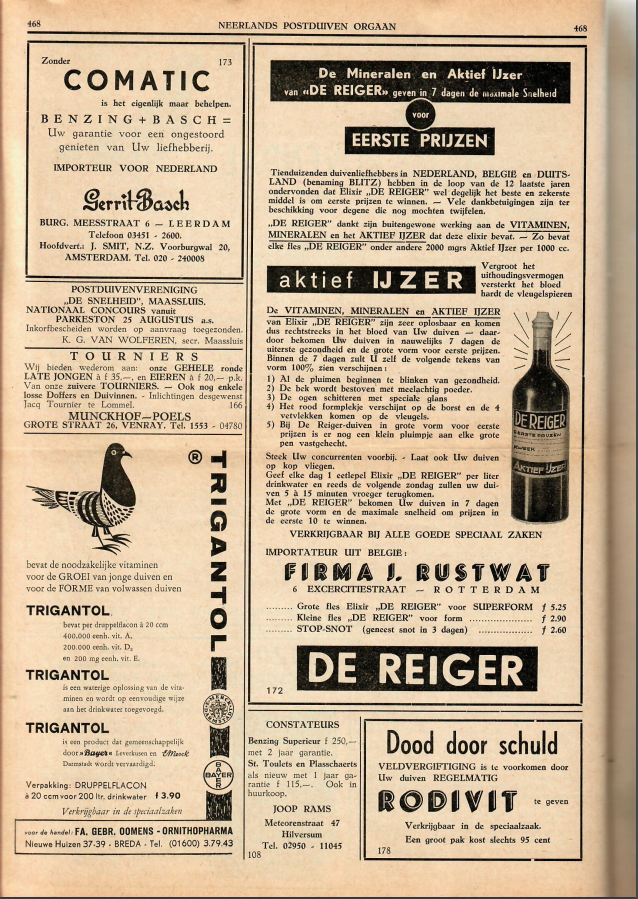 468
NEERLANDS POSTDUIVEN ORGAAN
468
Zonder 173
COMATIC
is het eigenlijk maar behelpen.
BENZING + BASCH =
Uw garantie voor een ongestoord
genieten van Uw liefhebberij.
IMPORTEUR VOOR NEDERLAND
Gerrit Basch
BURG. MEESSTRAAT 6 — LEERDAM
Telefoon 03451 - 2600.
Hoofdvert.: J. SMIT, N.Z. Voorburgwal 20,
AMSTERDAM. Tel. 020 - 240008
POSTDUIVENVERENIGING
„DE SNELHEID”, MAASSLUIS.
NATIONAAL CONCOURS vanuit
PARKESTON 25 AUGUSTUS a.s.
Inkorfbescheiden worden op aanvraag toegezonden.
K. G. VAN WOLFEREN, secr. Maassluis
TOURNIERS
Wij bieden wederom aan: onze GEHELE ronde
LATE JONGEN à f 35.—, en EIEREN à f 20,— p.k.
Van onze zuivere TOURNIERS. — Ook nog enkele
losse Doffers en Duivinnen. - Inlichtingen desgewenst
Jacq Tournier te Lommel. 166
MUNCKHOF—POELS
GROTE STRAAT 26, VENRAY. Tel. 1553 - 04780
® TRIGANTOL
bevat de noodzakelijke vitaminen
voor de GROEI van jonge duiven en
voor de FORME van volwassen duiven
TRIGANTOL
bevat per druppelflacon à 20 ccm
400.000 eenh. vit. A.
200.000 eenh. vit. D₃
en 200 mg eenh. vit. E.
TRIGANTOL
is een waterige oplossing van de vita-
minen en wordt op eenvoudige wijze
aan het drinkwater toegevoegd.
TRIGANTOL
is een product dat gemeenschappelijk
door »Bayer« Leverkusen en EMerck
Darmstadt wordt vervaardigd.
BAYER
Verpakking: DRUPPELFLACON
à 20 ccm voor 200 ltr. drinkwater f 3.90
Verkrijgbaar in de speciaalzaken
voor de handel: FA. GEBR. OOMENS - ORNITHOPHARMA
Nieuwe Huizen 37-39 - BREDA - Tel. (01600) 3.79.43
De Mineralen en Aktief IJzer
van «DE REIGER» geven in 7 dagen de maximale Snelheid
voor
EERSTE PRIJZEN
Tienduizenden duivenliefhebbers in NEDERLAND, BELGIË en DUITS-
LAND (benaming BLITZ) hebben in de loop van de 12 laatste jaren
ondervonden dat Elixir „DE REIGER” wel degelijk het beste en zekerste
middel is om eerste prijzen te winnen. — Vele dankbetuigingen zijn ter
beschikking voor degene die nog mochten twijfelen.
„DE REIGER” dankt zijn buitengewone werking aan de VITAMINEN,
MINERALEN en het AKTIEF IJZER dat deze elixir bevat. — Zo bevat
elke fles „DE REIGER” onder andere 2000 mgrs Aktief IJzer per 1000 cc.
aktief IJZER
Vergroot het
uithoudingsvermogen
versterkt het bloed
hardt de vleugelspieren
De VITAMINEN, MINERALEN en AKTIEF IJZER
van Elixir „DE REIGER” zijn zeer oplosbaar en komen
dus rechtstreeks in het bloed van Uw duiven — daar-
door bekomen Uw duiven in nauwelijks 7 dagen de
uiterste gezondheid en de grote vorm voor eerste prijzen.
Binnen de 7 dagen zult U zelf de volgende tekens van
vorm 100% zien verschijnen :
1) Al de pluimen beginnen te blinken van gezondheid.
2) De bek wordt bestoven met meelachtig poeder.
3) De ogen schitteren met speciale glans
4) Het rood formplekje verschijnt op de borst en de 4
vetvlekken komen op de vleugels.
5) Bij De Reiger-duiven in grote vorm voor eerste
prijzen is er nog een klein pluimpje aan elke grote
pen vastgehecht.
DE REIGER
EERSTE PRIJZEN
AKTIEF IJZER
Steek Uw concurrenten voorbij. - Laat ook Uw duiven
op kop vliegen.
Geef elke dag 1 eetlepel Elixir „DE REIGER” per liter
drinkwater en reeds de volgende zondag zullen uw dui-
ven 5 à 15 minuten vroeger terugkomen.
Met „DE REIGER” bekomen Uw duiven in 7 dagen
de grote vorm en de maximale snelheid om prijzen in
de eerste 10 te winnen.
VERKRIJGBAAR BIJ ALLE GOEDE SPECIAAL ZAKEN
IMPORTATEUR UIT BELGIË :
FIRMA J. RUSTWAT
6 EXCERCITIESTRAAT — ROTTERDAM
......... Grote fles Elixir „DE REIGER” voor SUPERFORM f 5.25
......... Kleine fles „DE REIGER” voor form .................. f 2.90
......... STOP-SNOT (geneest snot in 3 dagen) .................. f 2.60
DE REIGER
172
CONSTATEURS
Benzing Superieur f 250,—
met 2 jaar garantie.
St. Toulets en Plasschaerts
als nieuw met 1 jaar ga-
rantie f 115.—. Ook in
huurkoop.
JOOP RAMS
Meteorenstraat 47
Hilversum
Tel. 02950 - 11045
108
Dood door schuld
VELDVERGIFTIGING is te voorkomen door
Uw duiven REGELMATIG
RODIVIT te geven
Verkrijgbaar in de speciaalzaak.
Een groot pak kost slechts 95 cent
178